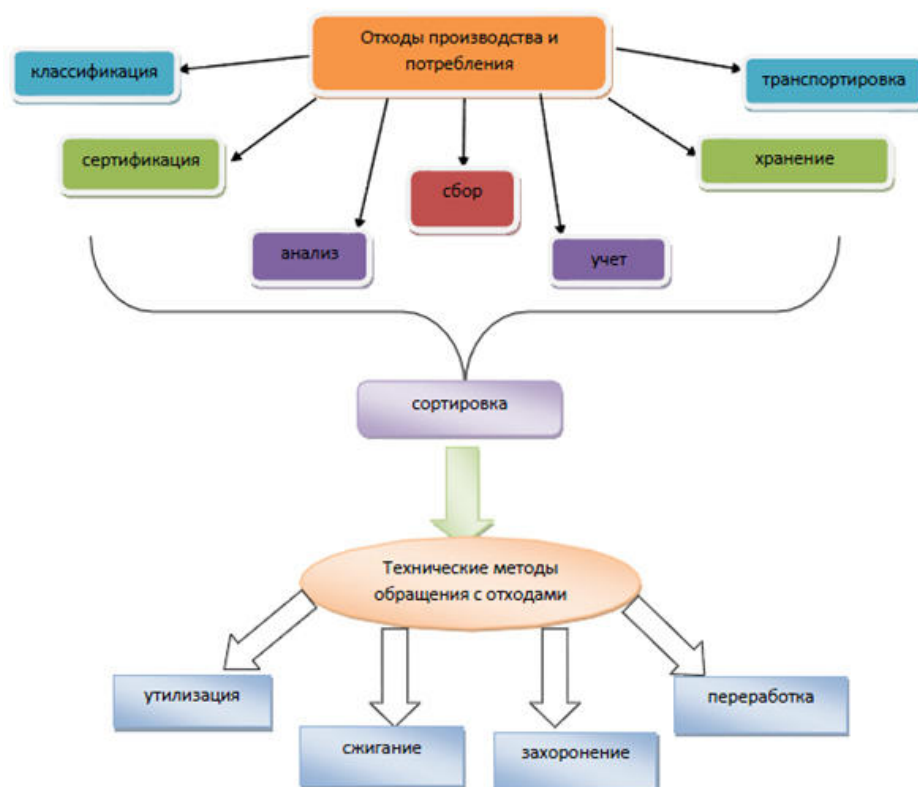 Отходы производства и
потребления
классификация
транспортировка
сертификация
хранение
сбор
анализ
учет
сортировка
Технические методы
обращения с отходами
утилизация
переработка
сжигание
захоронение